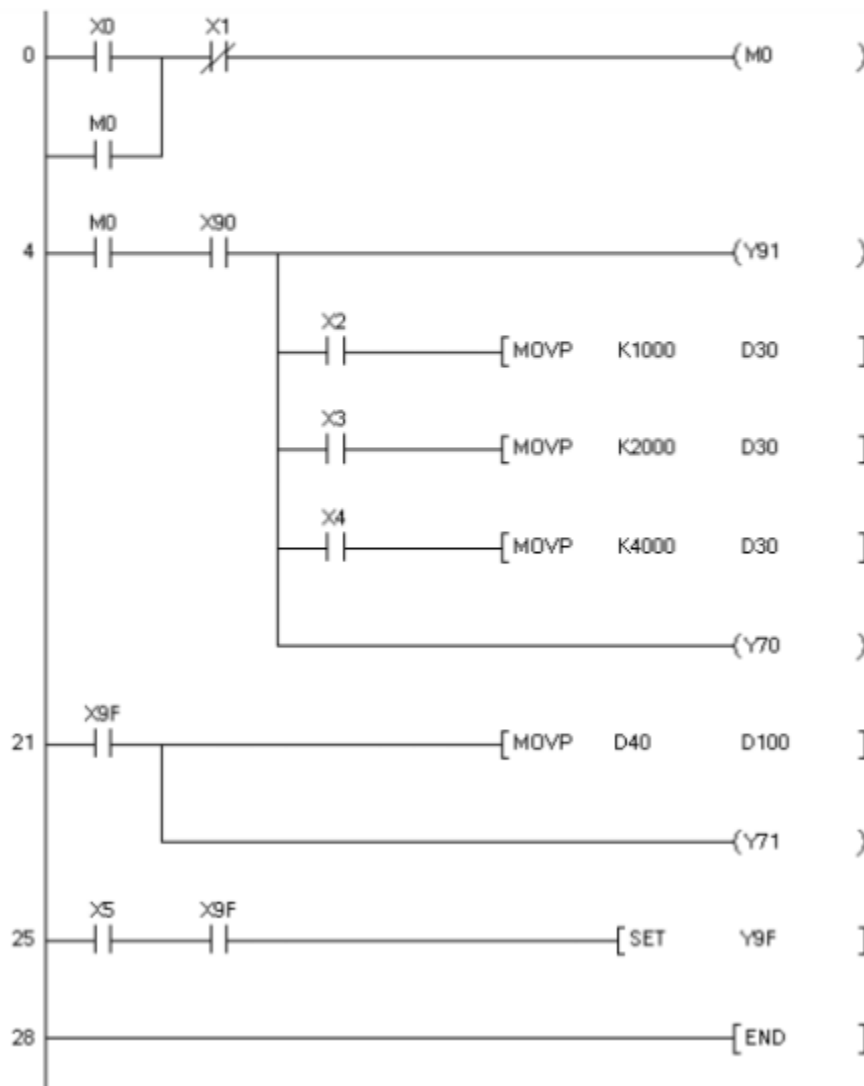 X0 X1
0 (M0 )
M0
M0 X90
4 (Y91 )
X2
[MOVP K1000 D30 ]
X3
[MOVP K2000 D30 ]
X4
[MOVP K4000 D30 ]
(Y70 )
X9F
21 [MOVP D40 D100 ]
(Y71 )
X5 X9F
25 [SET Y9F ]
28 [END ]